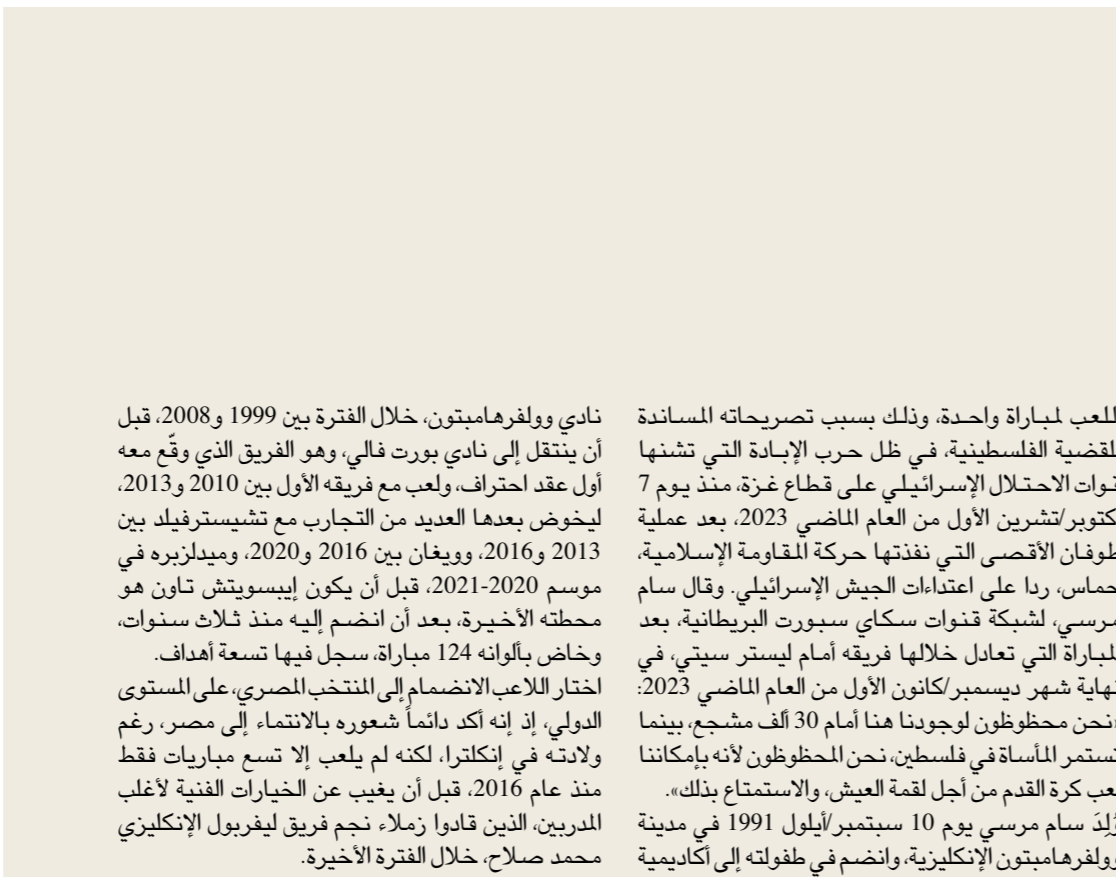 للعب لمباراة واحدة، وذلك بسبب تصريحاته المساندة
للقضية الفلسطينية، في ظل حرب الإبادة التي تشنها
قوات الاحتلال الإسرائيلي على قطاع غزة، منذ يوم 7
كتوبر/تشرين الأول من العام الماضي 2023، بعد عملية
طوفان الأقصى التي نفذتها حركة المقاومة الإسلامية،
حماس، ردا على اعتداءات الجيش الإسرائيلي. وقال سام
مرسي، لشبكة قنوات سكاي سبورت البريطانية، بعد
لمباراة التي تعادل خلالها فريقه أمام ليستر سيتي، في
نهاية شهر ديسمبر/كانون الأول من العام الماضي 2023:
«نحن محظوظون لوجودنا هنا أمام 30 ألف مشجع، بينما
تستمر المأساة في فلسطين، نحن المحظوظون لأنه بإمكاننا
لعب كرة القدم من أجل لقمة العيش، والاستمتاع بذلك».
وُلِدَ سام مرسي يوم 10 سبتمبر/أيلول 1991 في مدينة
وولفرهامبتون الإنكليزية، وانضم في طفولته إلى أكاديمية
نادي وولفرهامبتون، خلال الفترة بين 1999 و2008، قبل
أن ينتقل إلى نادي بورت فالي، وهو الفريق الذي وقّع معه
أول عقد احتراف، ولعب مع فريقه الأول بين 2010 و2013،
ليخوض بعدها العديد من التجارب مع تشيسترفيلد بين
2013 و2016، وويغان بين 2016 و2020، وميدلزبره في
موسم 2020-2021، قبل أن يكون إيبسويتش تاون هو
محطته الأخيرة، بعد أن انضم إليه منذ ثلاث سنوات،
وخاض بألوانه 124 مباراة، سجل فيها تسعة أهداف.
اختار اللاعب الانضمام إلى المنتخب المصري، على المستوى
الدولي، إذ إنه أكد دائماً شعوره بالانتماء إلى مصر، رغم
ولادته في إنكلترا، لكنه لم يلعب إلا تسع مباريات فقط
منذ عام 2016، قبل أن يغيب عن الخيارات الفنية لأغلب
المدربين، الذين قادوا زملاء نجم فريق ليفربول الإنكليزي
محمد صلاح، خلال الفترة الأخيرة.